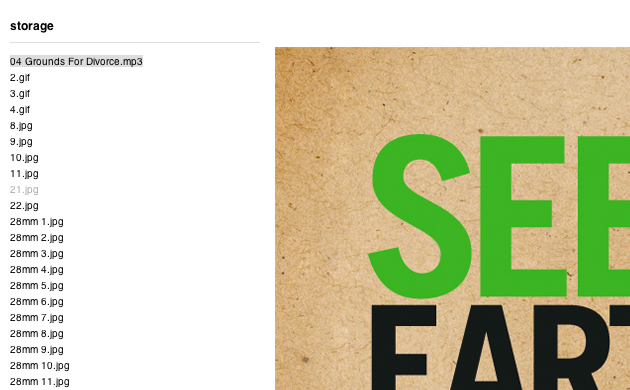 storage
04 Grounds For Divorce.mp3
2.gif
3.gif
4.gif
8.jpg
9.jpg
10.jpg
11.jpg
21.jpg
22.jpg
28mm 1.jpg
28mm 2.jpg
28mm 3.jpg
28mm 4.jpg
28mm 5.jpg
28mm 6.jpg
28mm 7.jpg
28mm 8.jpg
28mm 9.jpg
28mm 10.jpg
28mm 11.jpg
SEE
EART